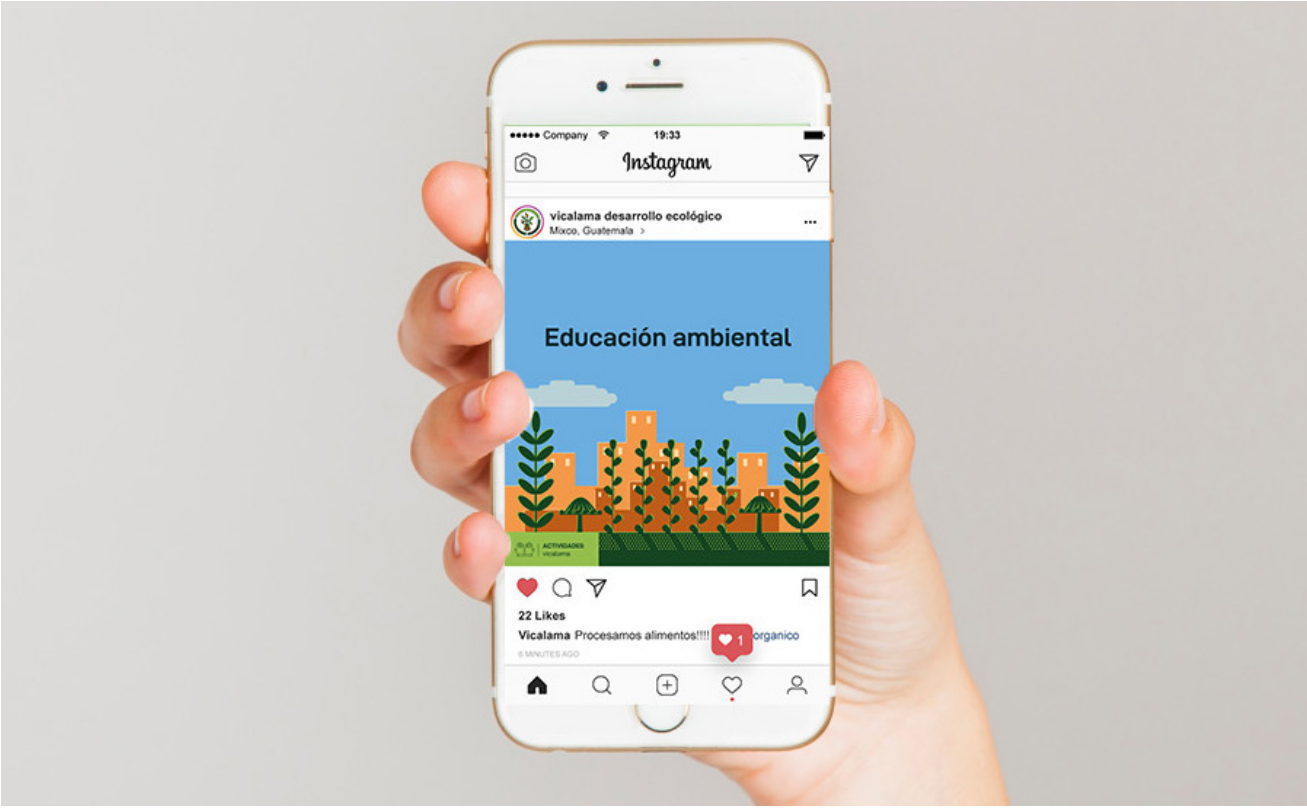 Company 19:33
Instagram
vicalama desarrollo ecológico
Mixco, Guatemala >
Educación ambiental
ACTIVIDADES
vicalama
22 Likes
Vicalama Procesamos alimentos!!!! 1 organico
6 MINUTES AGO